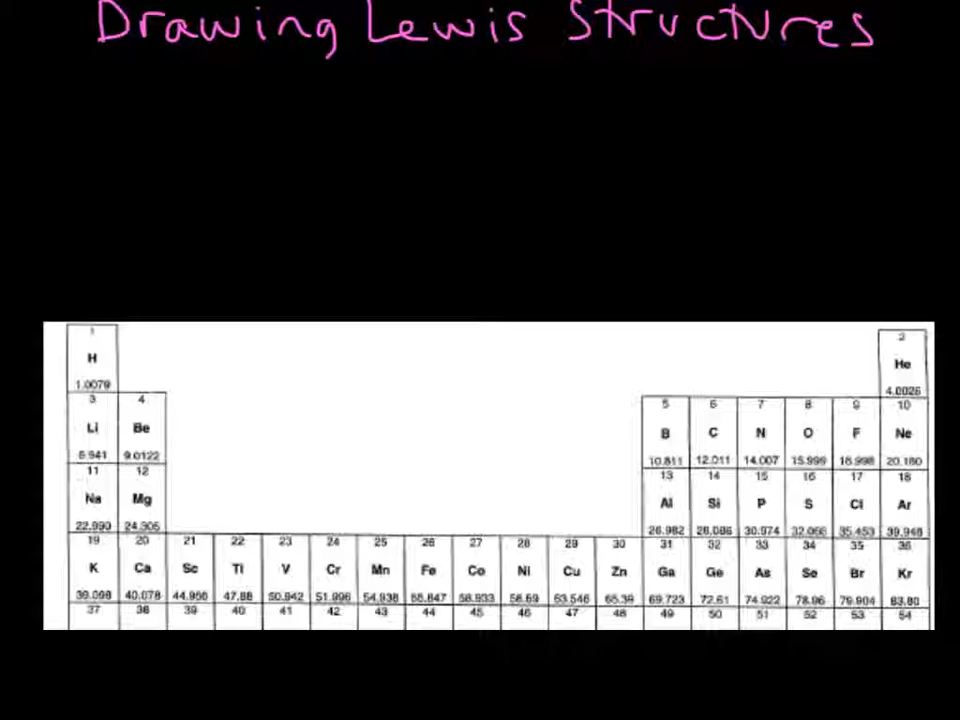 Drawing Lewis Structures
1 2
H He
1.0079 4.0026
3 4 5 6 7 8 9 10
Li Be B C N O F Ne
6.941 9.0122 10.811 12.011 14.007 15.999 18.998 20.180
11 12 13 14 15 16 17 18
Na Mg Al Si P S Cl Ar
22.990 24.305 26.982 28.086 30.974 32.066 35.453 39.948
19 20 21 22 23 24 25 26 27 28 29 30 31 32 33 34 35 36
K Ca Sc Ti V Cr Mn Fe Co Ni Cu Zn Ga Ge As Se Br Kr
39.098 40.078 44.956 47.88 50.942 51.996 54.938 55.847 58.933 58.69 63.546 65.39 69.723 72.61 74.922 78.96 79.904 83.80
37 38 39 40 41 42 43 44 45 46 47 48 49 50 51 52 53 54